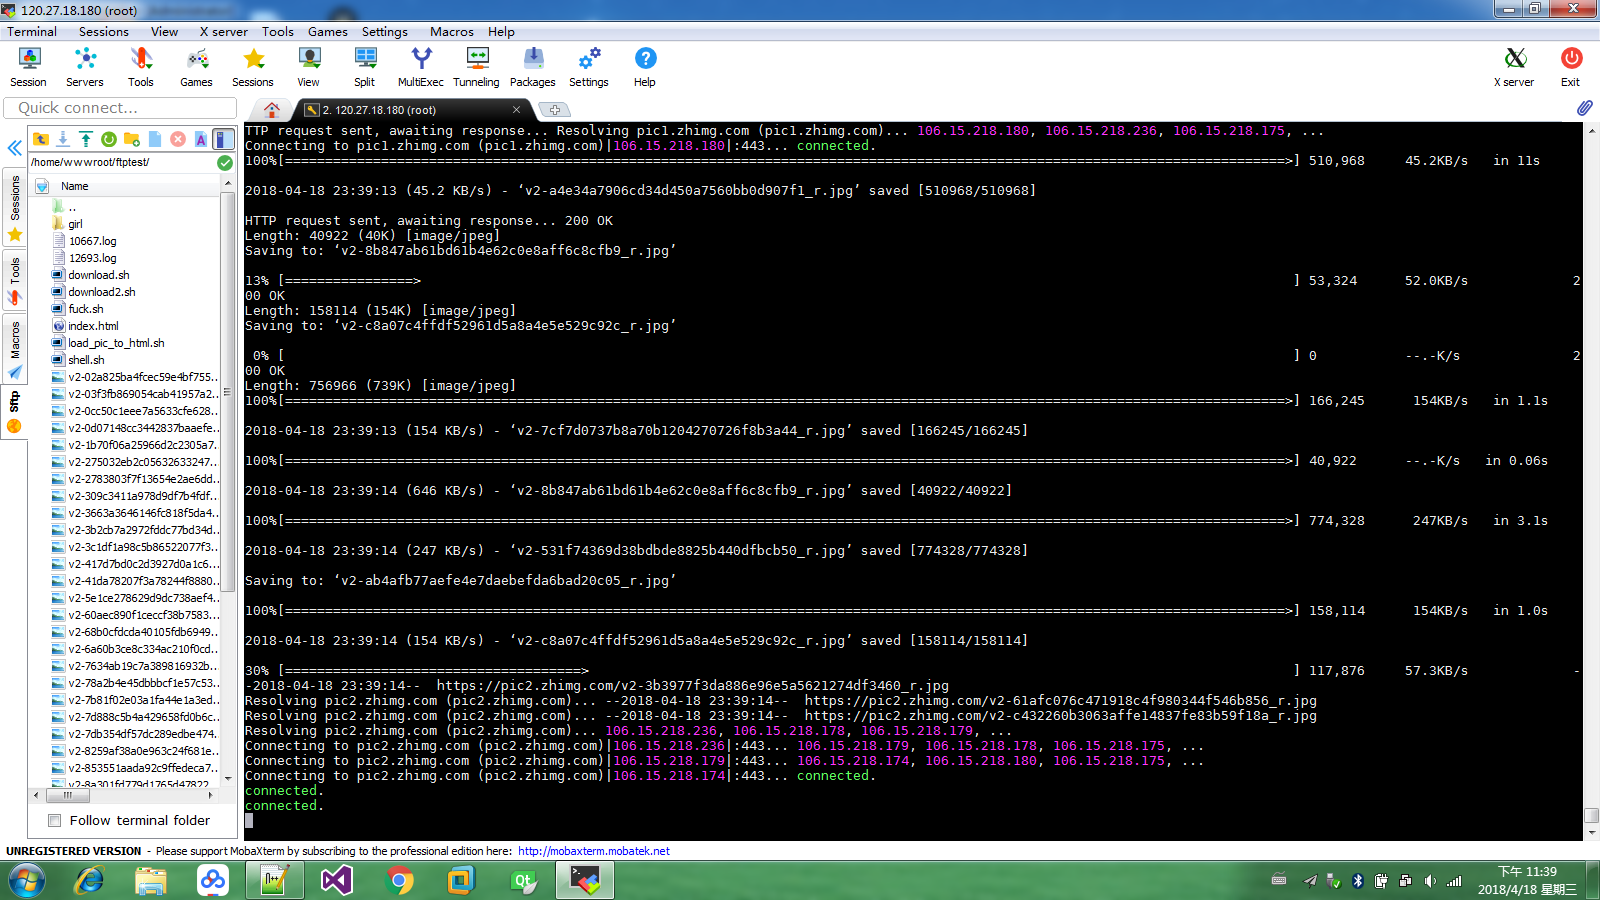 120.27.18.180 (root)
Terminal Sessions View X server Tools Games Settings Macros Help
Session Servers Tools Games Sessions View Split MultiExec Tunneling Packages Settings Help X server Exit
Quick connect...
2. 120.27.18.180 (root)
/home/wwwroot/ftptest/
Name
..
girl
10667.log
12693.log
download.sh
download2.sh
fuck.sh
index.html
load_pic_to_html.sh
shell.sh
v2-02a825ba4fcec59e4bf755...
v2-03f3fb869054cab41957a2...
v2-0cc50c1eee7a5633cfe628...
v2-0d07148cc3442837baaefe...
v2-1b70f06a25966d2c2305a7...
v2-275032eb2c05632633247...
v2-2783803f7f13654e2ae6dd...
v2-309c3411a978d9df7b4fdf...
v2-3663a3646146fc818f5da4...
v2-3b2cb7a2972fddc77bd34d...
v2-3c1df1a98c5b86522077f3...
v2-417d7bd0c2d3927d0a1c6...
v2-41da78207f3a78244f8880...
v2-5e1ce278629d9dc738aef4...
v2-60aec890f1ceccf38b7583...
v2-68b0cfdcda40105fdb6949...
v2-6a60b3ce8c334ac210f0cd...
v2-7634ab19c7a389816932b...
v2-78a2b4e45dbbbcf1e57c53...
v2-7b81f02e03a1fa44e1a3ed...
v2-7d888c5b4a429658fd0b6c...
v2-7db354df57dc289edbe474...
v2-8259af38a0e963c24f681e...
v2-853551aada92c9ffedeca7...
v2-8a301fd779d1765d47822
Follow terminal folder
Sessions
Tools
Macros
Sftp
TTP request sent, awaiting response... Resolving pic1.zhimg.com (pic1.zhimg.com)... 106.15.218.180, 106.15.218.236, 106.15.218.175, ...
Connecting to pic1.zhimg.com (pic1.zhimg.com)|106.15.218.180|:443... connected.
100%[=============================================================================================================================>] 510,968 45.2KB/s in 11s
2018-04-18 23:39:13 (45.2 KB/s) - ‘v2-a4e34a7906cd34d450a7560bb0d907f1_r.jpg’ saved [510968/510968]
HTTP request sent, awaiting response... 200 OK
Length: 40922 (40K) [image/jpeg]
Saving to: ‘v2-8b847ab61bd61b4e62c0e8aff6c8cfb9_r.jpg’
13% [================> ] 53,324 52.0KB/s 2
00 OK
Length: 158114 (154K) [image/jpeg]
Saving to: ‘v2-c8a07c4ffdf52961d5a8a4e5e529c92c_r.jpg’
0% [ ] 0 --.-K/s 2
00 OK
Length: 756966 (739K) [image/jpeg]
100%[=============================================================================================================================>] 166,245 154KB/s in 1.1s
2018-04-18 23:39:13 (154 KB/s) - ‘v2-7cf7d0737b8a70b1204270726f8b3a44_r.jpg’ saved [166245/166245]
100%[=============================================================================================================================>] 40,922 --.-K/s in 0.06s
2018-04-18 23:39:14 (646 KB/s) - ‘v2-8b847ab61bd61b4e62c0e8aff6c8cfb9_r.jpg’ saved [40922/40922]
100%[=============================================================================================================================>] 774,328 247KB/s in 3.1s
2018-04-18 23:39:14 (247 KB/s) - ‘v2-531f74369d38bdbde8825b440dfbcb50_r.jpg’ saved [774328/774328]
Saving to: ‘v2-ab4afb77aefe4e7daebefda6bad20c05_r.jpg’
100%[=============================================================================================================================>] 158,114 154KB/s in 1.0s
2018-04-18 23:39:14 (154 KB/s) - ‘v2-c8a07c4ffdf52961d5a8a4e5e529c92c_r.jpg’ saved [158114/158114]
30% [=====================================> ] 117,876 57.3KB/s -
-2018-04-18 23:39:14-- https://pic2.zhimg.com/v2-3b3977f3da886e96e5a5621274df3460_r.jpg
Resolving pic2.zhimg.com (pic2.zhimg.com)... --2018-04-18 23:39:14-- https://pic2.zhimg.com/v2-61afc076c471918c4f980344f546b856_r.jpg
Resolving pic2.zhimg.com (pic2.zhimg.com)... --2018-04-18 23:39:14-- https://pic2.zhimg.com/v2-c432260b3063affe14837fe83b59f18a_r.jpg
Resolving pic2.zhimg.com (pic2.zhimg.com)... 106.15.218.236, 106.15.218.178, 106.15.218.179, ...
Connecting to pic2.zhimg.com (pic2.zhimg.com)|106.15.218.236|:443... 106.15.218.179, 106.15.218.178, 106.15.218.175, ...
Connecting to pic2.zhimg.com (pic2.zhimg.com)|106.15.218.179|:443... 106.15.218.174, 106.15.218.180, 106.15.218.175, ...
Connecting to pic2.zhimg.com (pic2.zhimg.com)|106.15.218.174|:443... connected.
connected.
connected.
UNREGISTERED VERSION - Please support MobaXterm by subscribing to the professional edition here: http://mobaxterm.mobatek.net
下午 11:39
2018/4/18 星期三